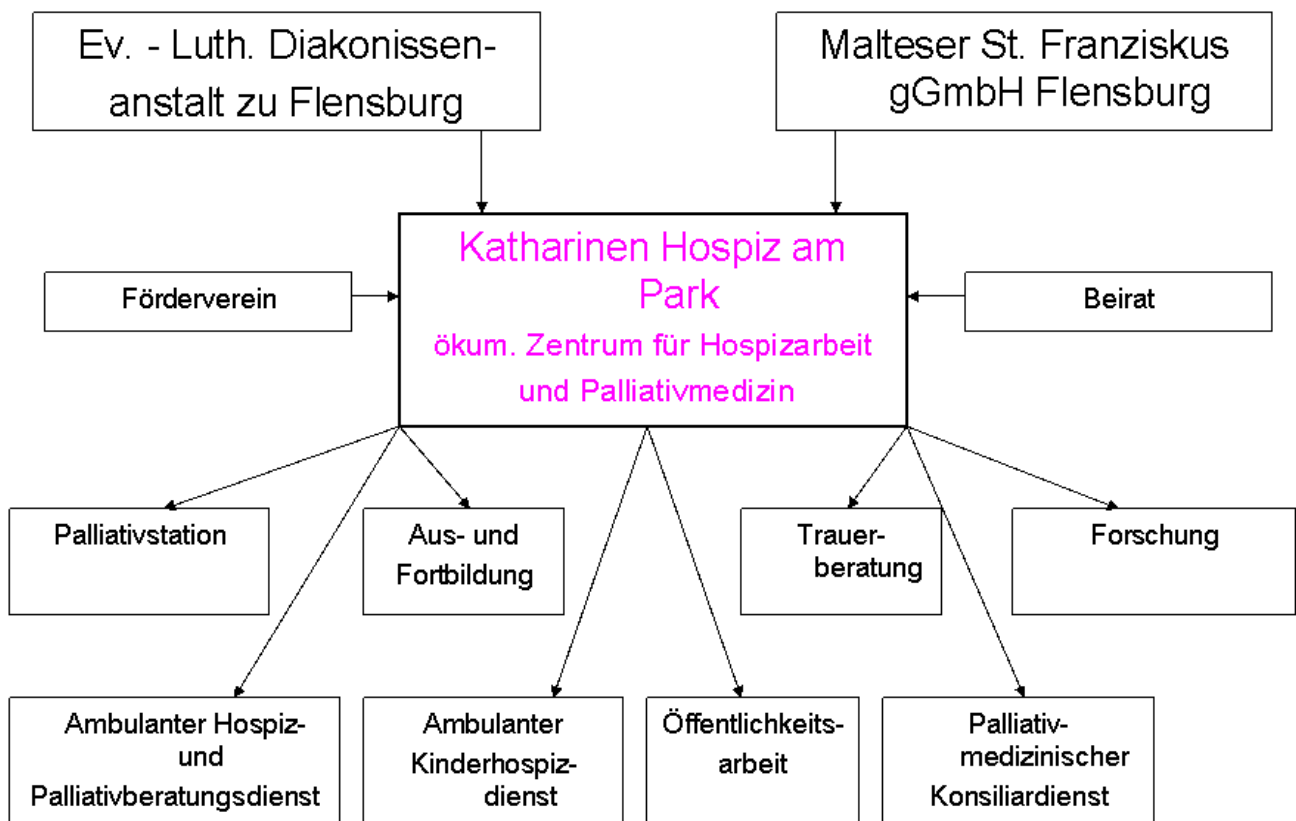 Ev. - Luth. Diakonissen-
anstalt zu Flensburg
Malteser St. Franziskus
gGmbH Flensburg
Katharinen Hospiz am
Park
ökum. Zentrum für Hospizarbeit
und Palliativmedizin
Förderverein
Beirat
Palliativstation
Aus- und
Fortbildung
Trauer-
beratung
Forschung
Ambulanter Hospiz-
und
Palliativberatungsdienst
Ambulanter
Kinderhospiz-
dienst
Öffentlichkeits-
arbeit
Palliativ-
medizinischer
Konsiliardienst